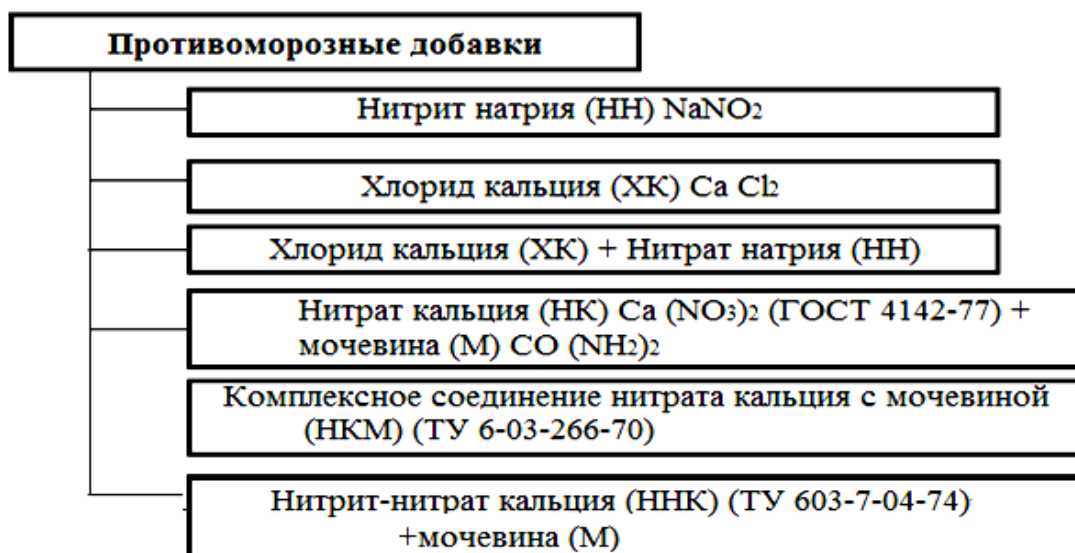 Противоморозные добавки
Нитрит натрия (НН) NaNO2
Хлорид кальция (ХК) Ca Cl2
Хлорид кальция (ХК) + Нитрат натрия (НН)
Нитрат кальция (НК) Ca (NO3)2 (ГОСТ 4142-77) +
мочевина (М) CO (NH2)2
Комплексное соединение нитрата кальция с мочевиной
(НКМ) (ТУ 6-03-266-70)
Нитрит-нитрат кальция (ННК) (ТУ 603-7-04-74)
+мочевина (М)